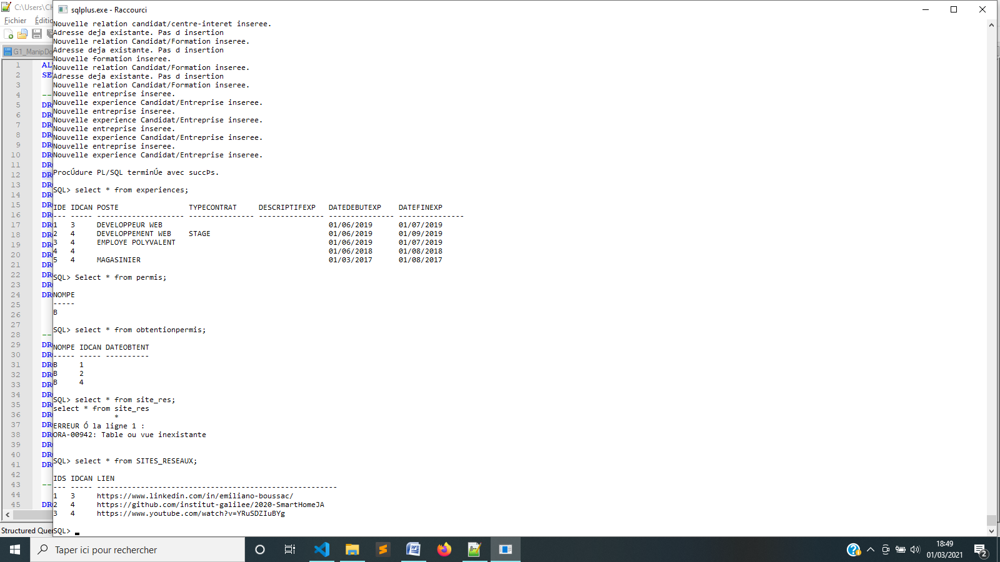 C:\Users\CH
sqlplus.exe - Raccourci
Fichier Éditio
G1_ManipDo
Nouvelle relation candidat/centre-interet inseree.
Adresse deja existante. Pas d insertion
Nouvelle relation Candidat/Formation inseree.
Adresse deja existante. Pas d insertion
Nouvelle formation inseree.
1 AL
Nouvelle relation Candidat/Formation inseree.
2 SE
Adresse deja existante. Pas d insertion
3
Nouvelle relation Candidat/Formation inseree.
4 --
Nouvelle entreprise inseree.
5 DR
Nouvelle experience Candidat/Entreprise inseree.
6 DR
Nouvelle entreprise inseree.
7 DR
Nouvelle experience Candidat/Entreprise inseree.
Nouvelle entreprise inseree.
8 DR
Nouvelle experience Candidat/Entreprise inseree.
9 DR
Nouvelle entreprise inseree.
10 DR
Nouvelle experience Candidat/Entreprise inseree.
11 DR
12 DR
ProcÚdure PL/SQL terminÚe avec succÞs.
13 DR
14 DR
SQL> select * from experiences;
15 DR
16 DR
IDE IDCAN POSTE TYPECONTRAT DESCRIPTIFEXP DATEDEBUTEXP DATEFINEXP
--- ----- -------------------- --------------- --------------- --------------- ---------------
17 DR
1 3 DEVELOPPEUR WEB 01/06/2019 01/07/2019
18 DR
2 4 DEVELOPPEMENT WEB STAGE 01/06/2019 01/09/2019
19 DR
3 4 EMPLOYE POLYVALENT 01/06/2019 01/07/2019
20 DR
4 4 01/06/2018 01/08/2018
21 DR
5 4 MAGASINIER 01/03/2017 01/08/2017
22 DR
SQL> Select * from permis;
23 DR
24 DR
NOMPE
-----
25
B
26
27
SQL> select * from obtentionpermis;
28 --
29 DR
NOMPE IDCAN DATEOBTENT
----- ----- ----------
30 DR
31 DR
B 1
32 DR
B 2
33 DR
B 4
34 DR
35 DR
SQL> select * from site_res;
select * from site_res
36 DR
*
37 DR
ERREUR Ó la ligne 1 :
38 DR
ORA-00942: Table ou vue inexistante
39 DR
40 DR
41 DR
SQL> select * from SITES_RESEAUX;
42
IDS IDCAN LIEN
43 --
--- ----- -------------------------------------------------------
44
1 3 https://www.linkedin.com/in/emiliano-boussac/
45 DR
2 4 https://github.com/institut-galilee/2020-SmartHomeJA
3 4 https://www.youtube.com/watch?v=YRuSDZIuBYg
Structured Que
SQL>
Taper ici pour rechercher
18:49
01/03/2021
2